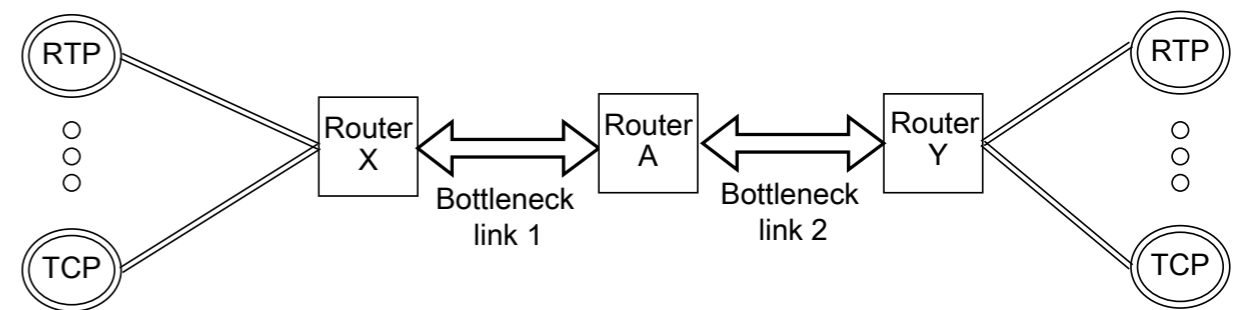 RTP
TCP
Router
X
Bottleneck
link 1
Router
A
Bottleneck
link 2
Router
Y
RTP
TCP